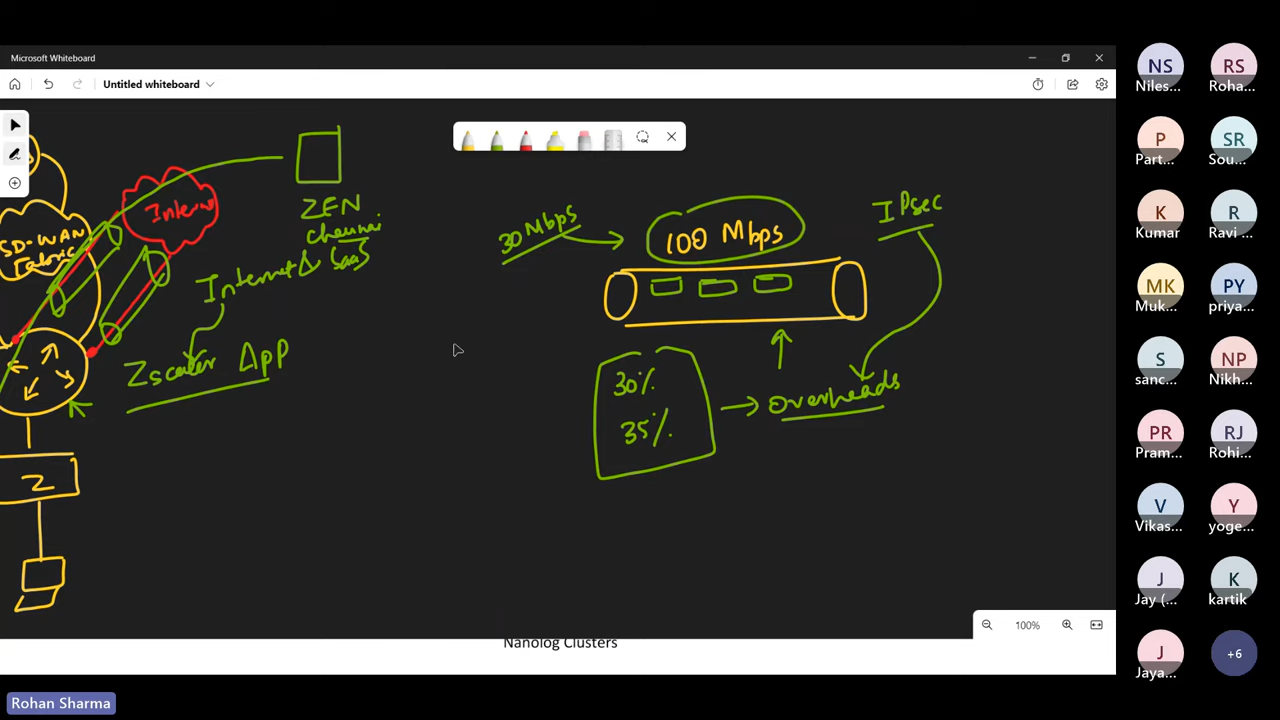 Microsoft Whiteboard
Untitled whiteboard
SD-WAN
Fabric
Internet
ZEN
chennai
Internet & SaaS
Zscaler App
2
30 Mbps
100 Mbps
IPsec
30%
35%
overheads
100%
Nanolog Clusters
NS
Niles...
RS
Roha...
P
Part...
SR
Sou...
K
Kumar
R
Ravi ...
MK
Muk...
PY
priya...
S
sanc...
NP
Nikh...
PR
Pram...
RJ
Rohi...
V
Vikas...
Y
yoge...
J
Jay (...
K
kartik
J
Jaya...
+6
Rohan Sharma